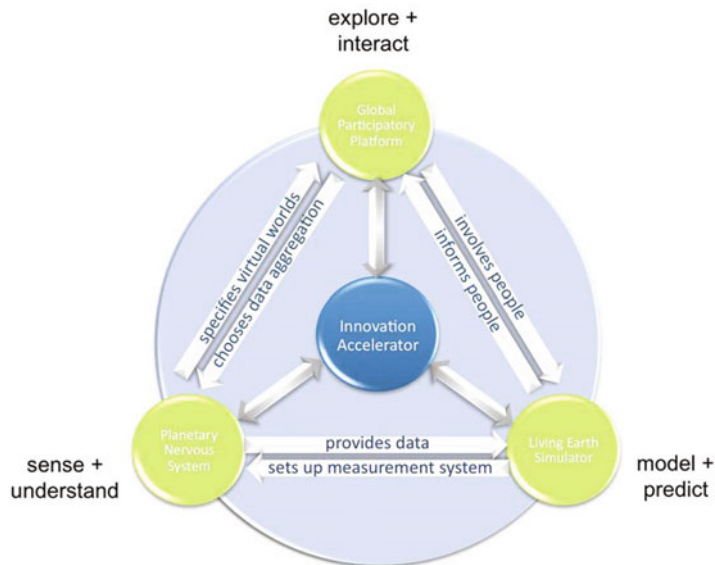 explore +
interact
Global
Participatory
Platform
specifies virtual worlds
chooses data aggregation
involves people
informs people
Innovation
Accelerator
Planetary
Nervous
System
provides data
sets up measurement system
Living Earth
Simulator
sense +
understand
model +
predict